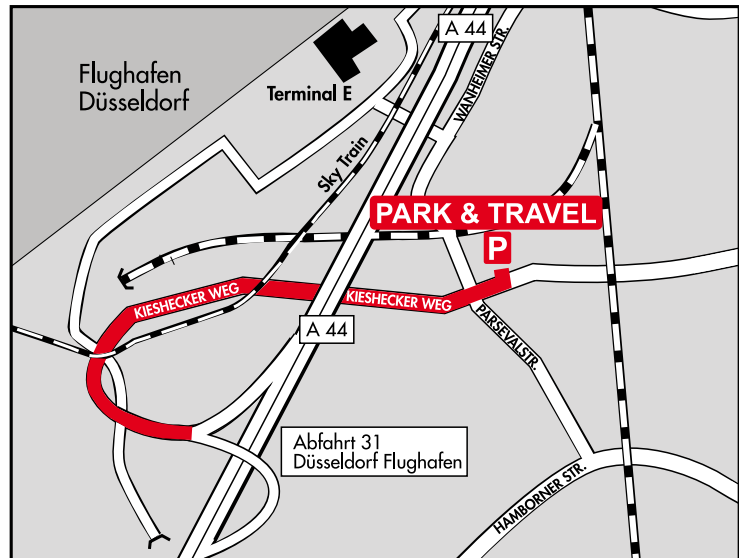 A 44
WANHEIMER STR.
Flughafen
Düsseldorf
Terminal E
Sky Train
PARK & TRAVEL
P
KIESHECKER WEG
KIESHECKER WEG
A 44
PARSEVALSTR.
Abfahrt 31
Düsseldorf Flughafen
HAMBORNER STR.